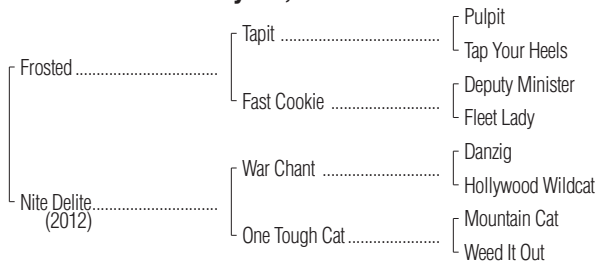 Pulpit
Tapit
Tap Your Heels
Frosted
Deputy Minister
Fast Cookie
Fleet Lady
Danzig
War Chant
Hollywood Wildcat
Nite Delite
(2012)
Mountain Cat
One Tough Cat
Weed It Out